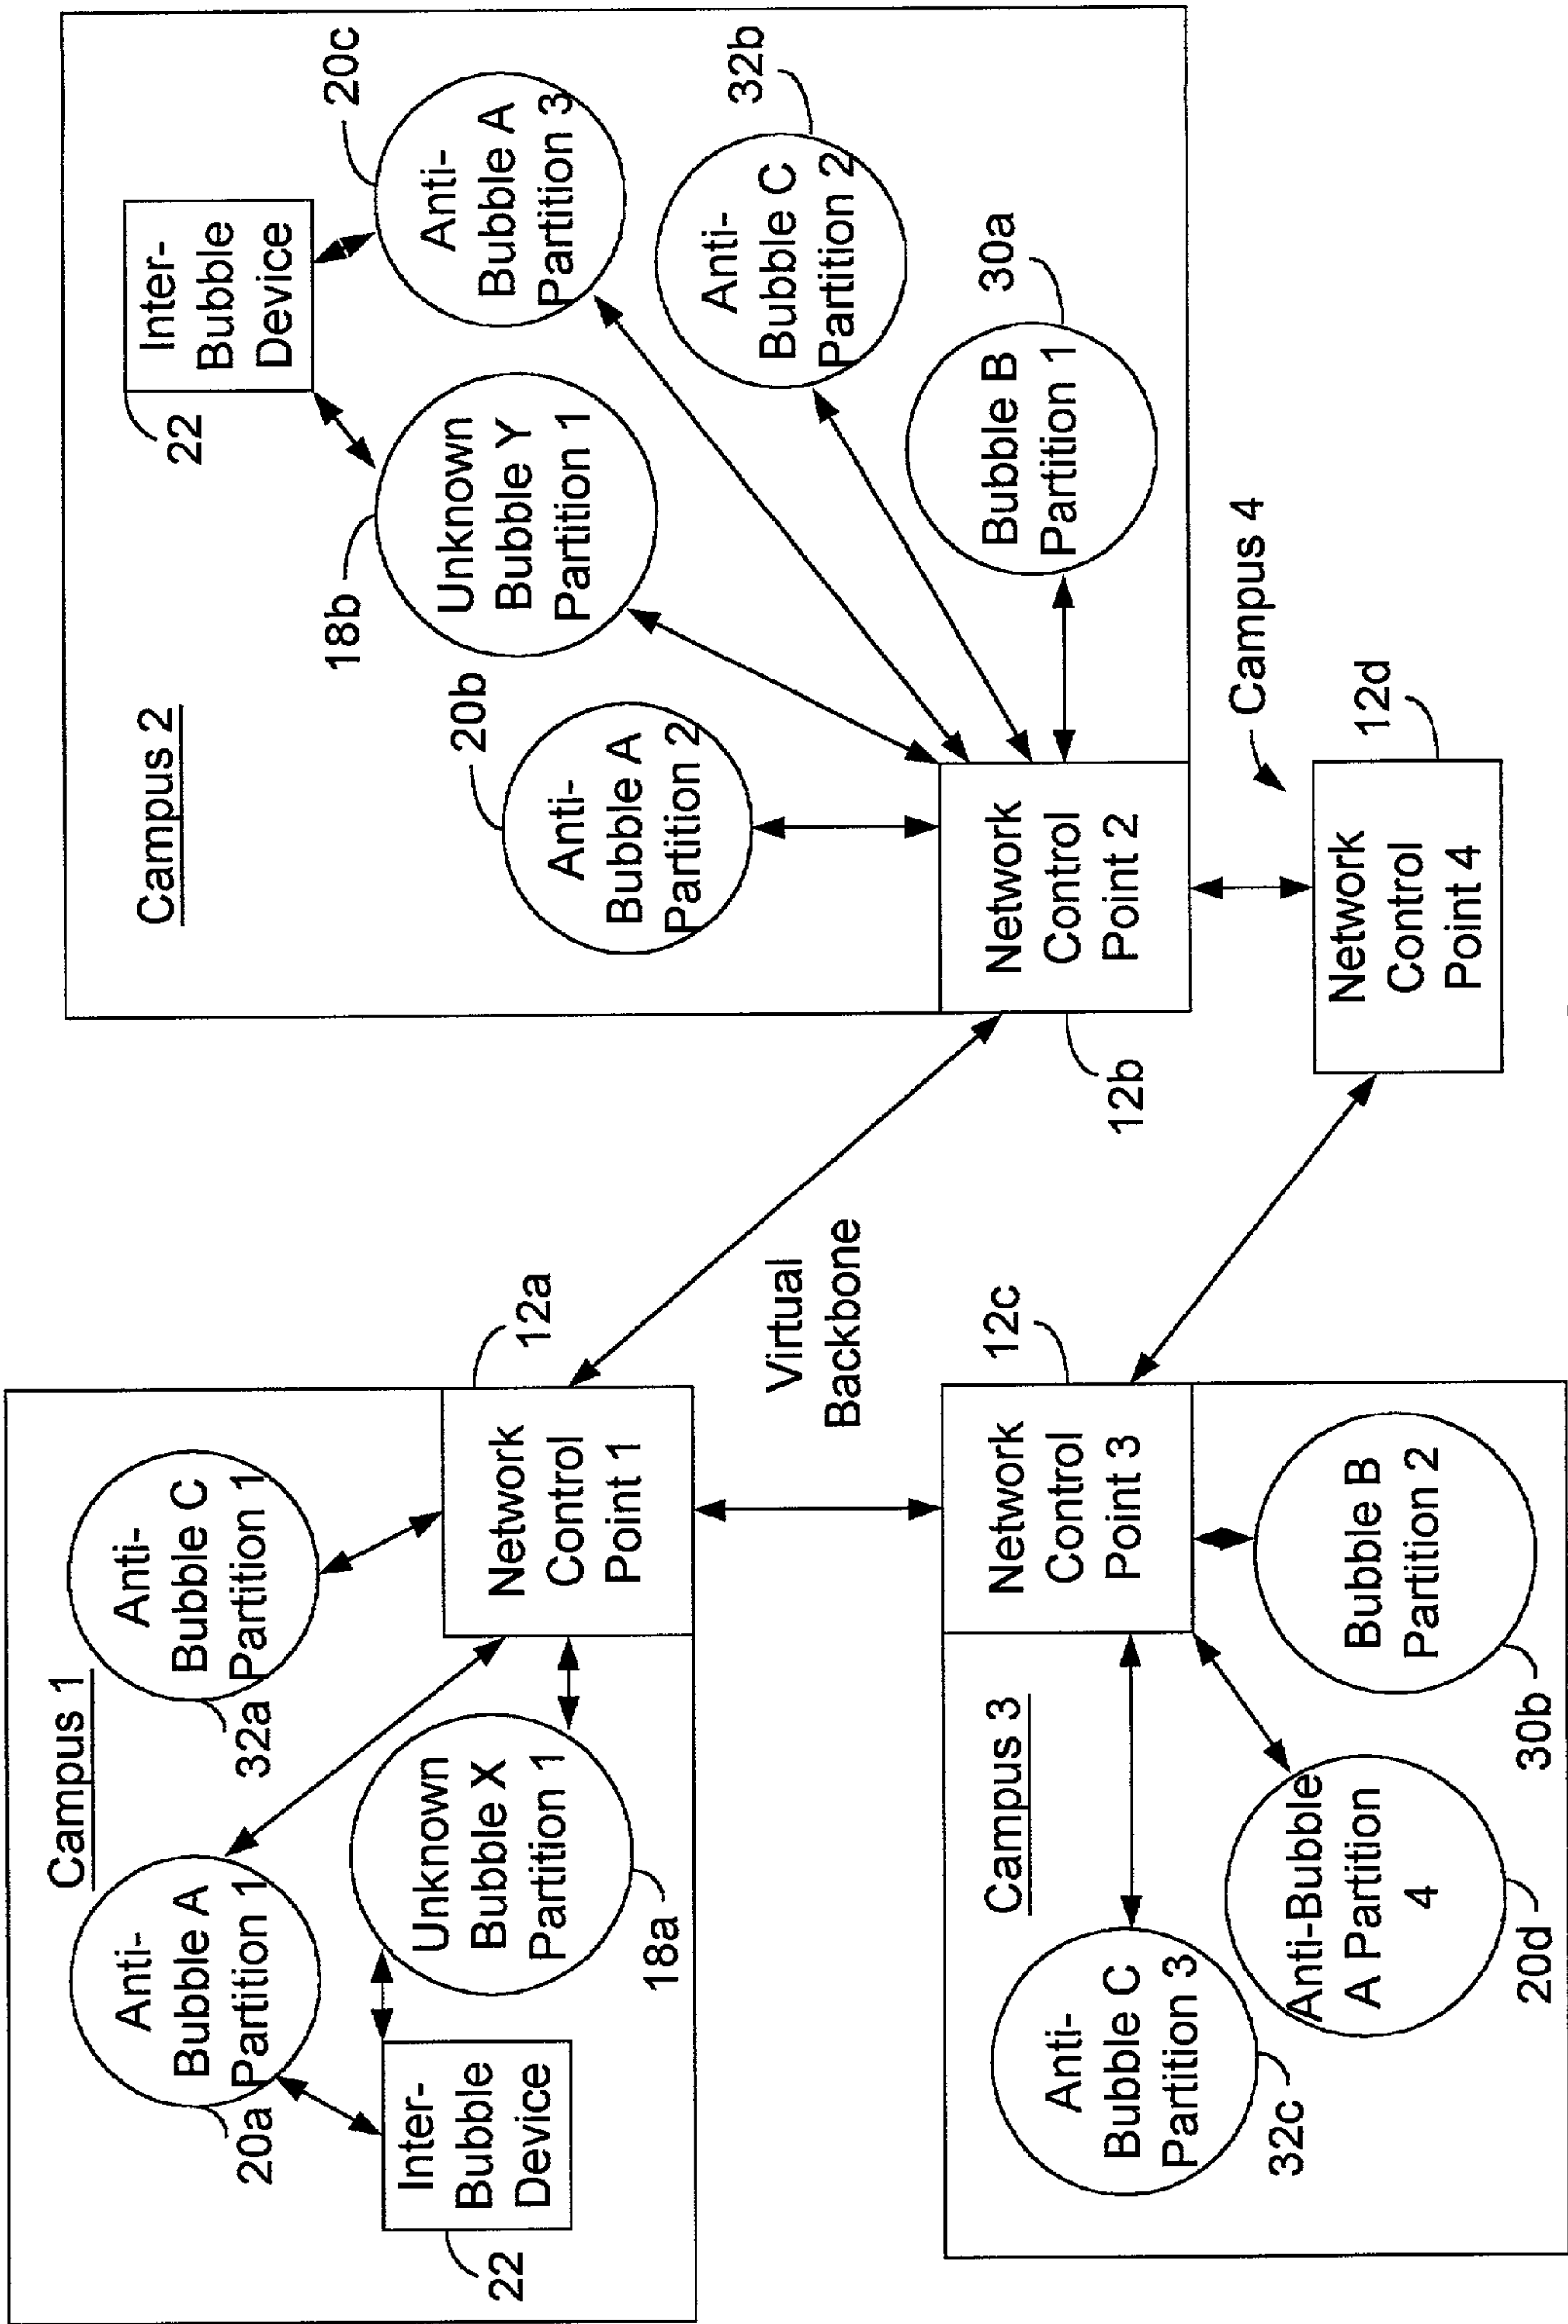 Campus 1
Anti-
Bubble A
Partition 1
20a
Anti-
Bubble C
Partition 1
32a
Inter-
Bubble
Device
22
Unknown
Bubble X
Partition 1
18a
Network
Control
Point 1
12a
Virtual
Backbone
Campus 2
Anti-
Bubble A
Partition 2
20b
Unknown
Bubble Y
Partition 1
18b
Inter-
Bubble
Device
22
Anti-
Bubble A
Partition 3
20c
Anti-
Bubble C
Partition 2
32b
Bubble B
Partition 1
30a
Network
Control
Point 2
12b
Campus 3
Anti-
Bubble C
Partition 3
32c
Anti-Bubble
A Partition
4
20d
Bubble B
Partition 2
30b
Network
Control
Point 3
12c
Campus 4
Network
Control
Point 4
12d